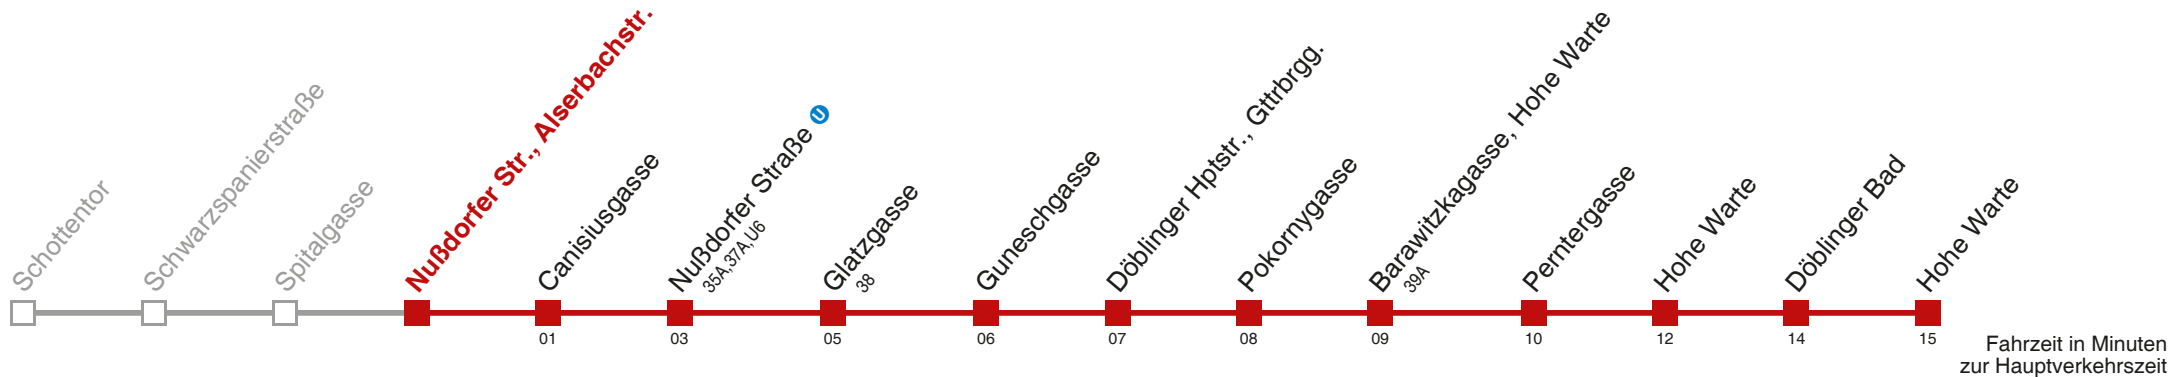 Schottentor
Schwarzspanierstraße
Spitalgasse
Nußdorfer Str., Alserbachstr.
Canisiusgasse
01
Nußdorfer Straße U
35A,37A,U6
03
Glatzgasse
38
05
Guneschgasse
06
Döblinger Hptstr., Gttrbrgg.
07
Pokornygasse
08
Barawitzkagasse, Hohe Warte
39A
09
Perntergasse
10
Hohe Warte
12
Döblinger Bad
14
Hohe Warte
15
Fahrzeit in Minuten
zur Hauptverkehrszeit